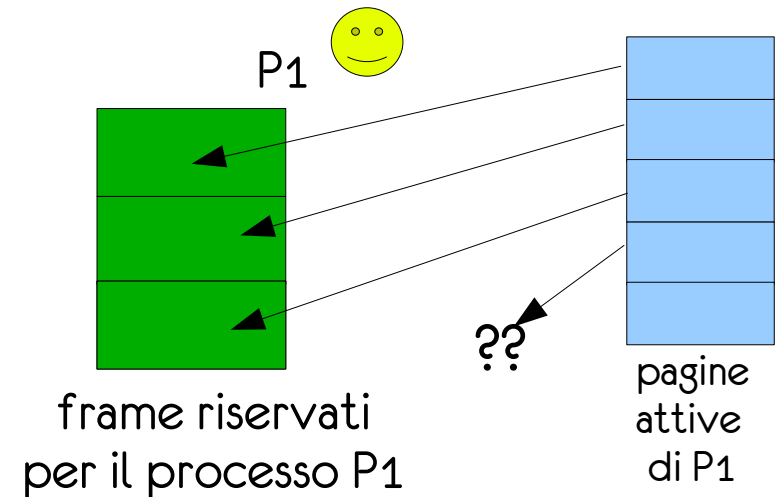 P1
??
frame riservati
per il processo P1
pagine
attive
di P1